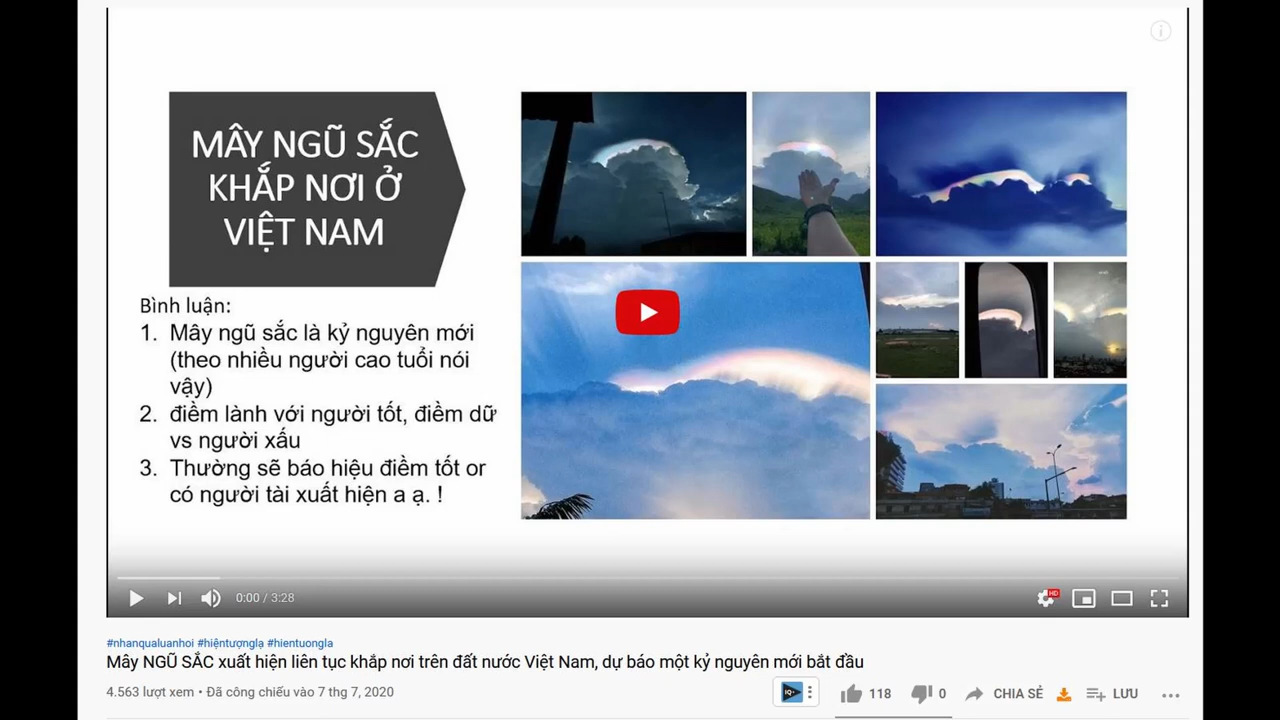 MÂY NGŨ SẮC
KHẮP NƠI Ở
VIỆT NAM
Bình luận:
1. Mây ngũ sắc là kỷ nguyên mới
(theo nhiều người cao tuổi nói
vậy)
2. điềm lành với người tốt, điềm dữ
vs người xấu
3. Thường sẽ báo hiệu điềm tốt or
có người tài xuất hiện a ạ. !
0:00 / 3:28
HD
#nhanqualuanhoi #hiệntượnglạ #hientuongla
Mây NGŨ SẮC xuất hiện liên tục khắp nơi trên đất nước Việt Nam, dự báo một kỷ nguyên mới bắt đầu
4.563 lượt xem • Đã công chiếu vào 7 thg 7, 2020
IQ+
118
0
CHIA SẺ
LƯU